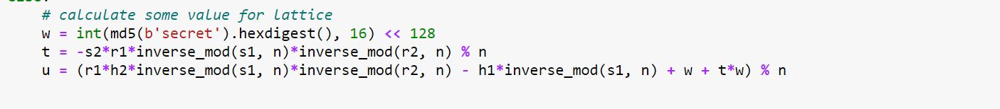 else:
# calculate some value for lattice
w = int(md5(b'secret').hexdigest(), 16) << 128
t = -s2*r1*inverse_mod(s1, n)*inverse_mod(r2, n) % n
u = (r1*h2*inverse_mod(s1, n)*inverse_mod(r2, n) - h1*inverse_mod(s1, n) + w + t*w) % n